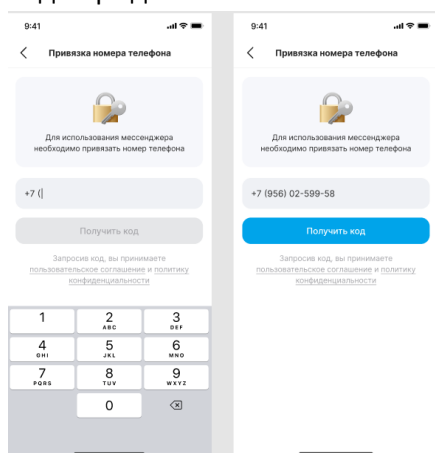 9:41
Привязка номера телефона
Для использования мессенджера
необходимо привязать номер телефона
+7 (
Получить код
Запросив код, вы принимаете
пользовательское соглашение и политику
конфиденциальности
1
2
ABC
3
DEF
4
GHI
5
JKL
6
MNO
7
PQRS
8
TUV
9
WXYZ
0
9:41
Привязка номера телефона
Для использования мессенджера
необходимо привязать номер телефона
+7 (956) 02-599-58
Получить код
Запросив код, вы принимаете
пользовательское соглашение и политику
конфиденциальности